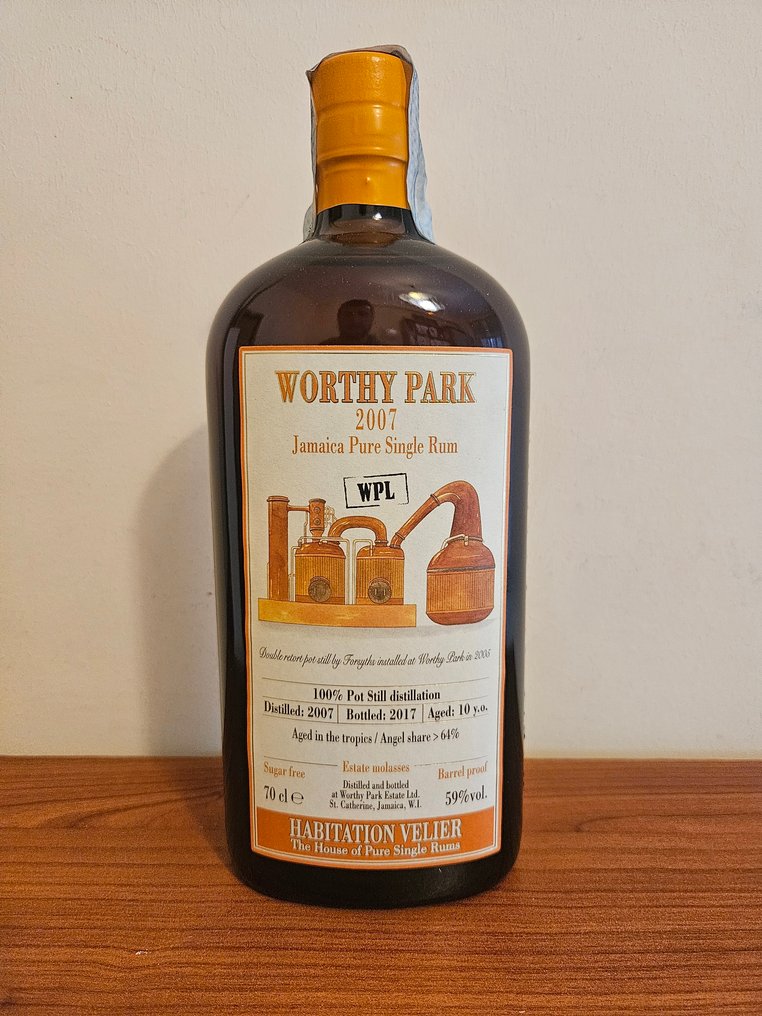 WORTHY PARK
2007
Jamaica Pure Single Rum
WPL
Double retort pot still by Forsyths installed at Worthy Park in 2005
100% Pot Still distillation
Distilled: 2007 Bottled: 2017 Aged: 10 y.o.
Aged in the tropics / Angel share > 64%
Sugar free Estate molasses Barrel proof
Distilled and bottled
at Worthy Park Estate Ltd.
St. Catherine, Jamaica, W.I.
70 cl ℮ 59%vol.
HABITATION VELIER
The House of Pure Single Rums